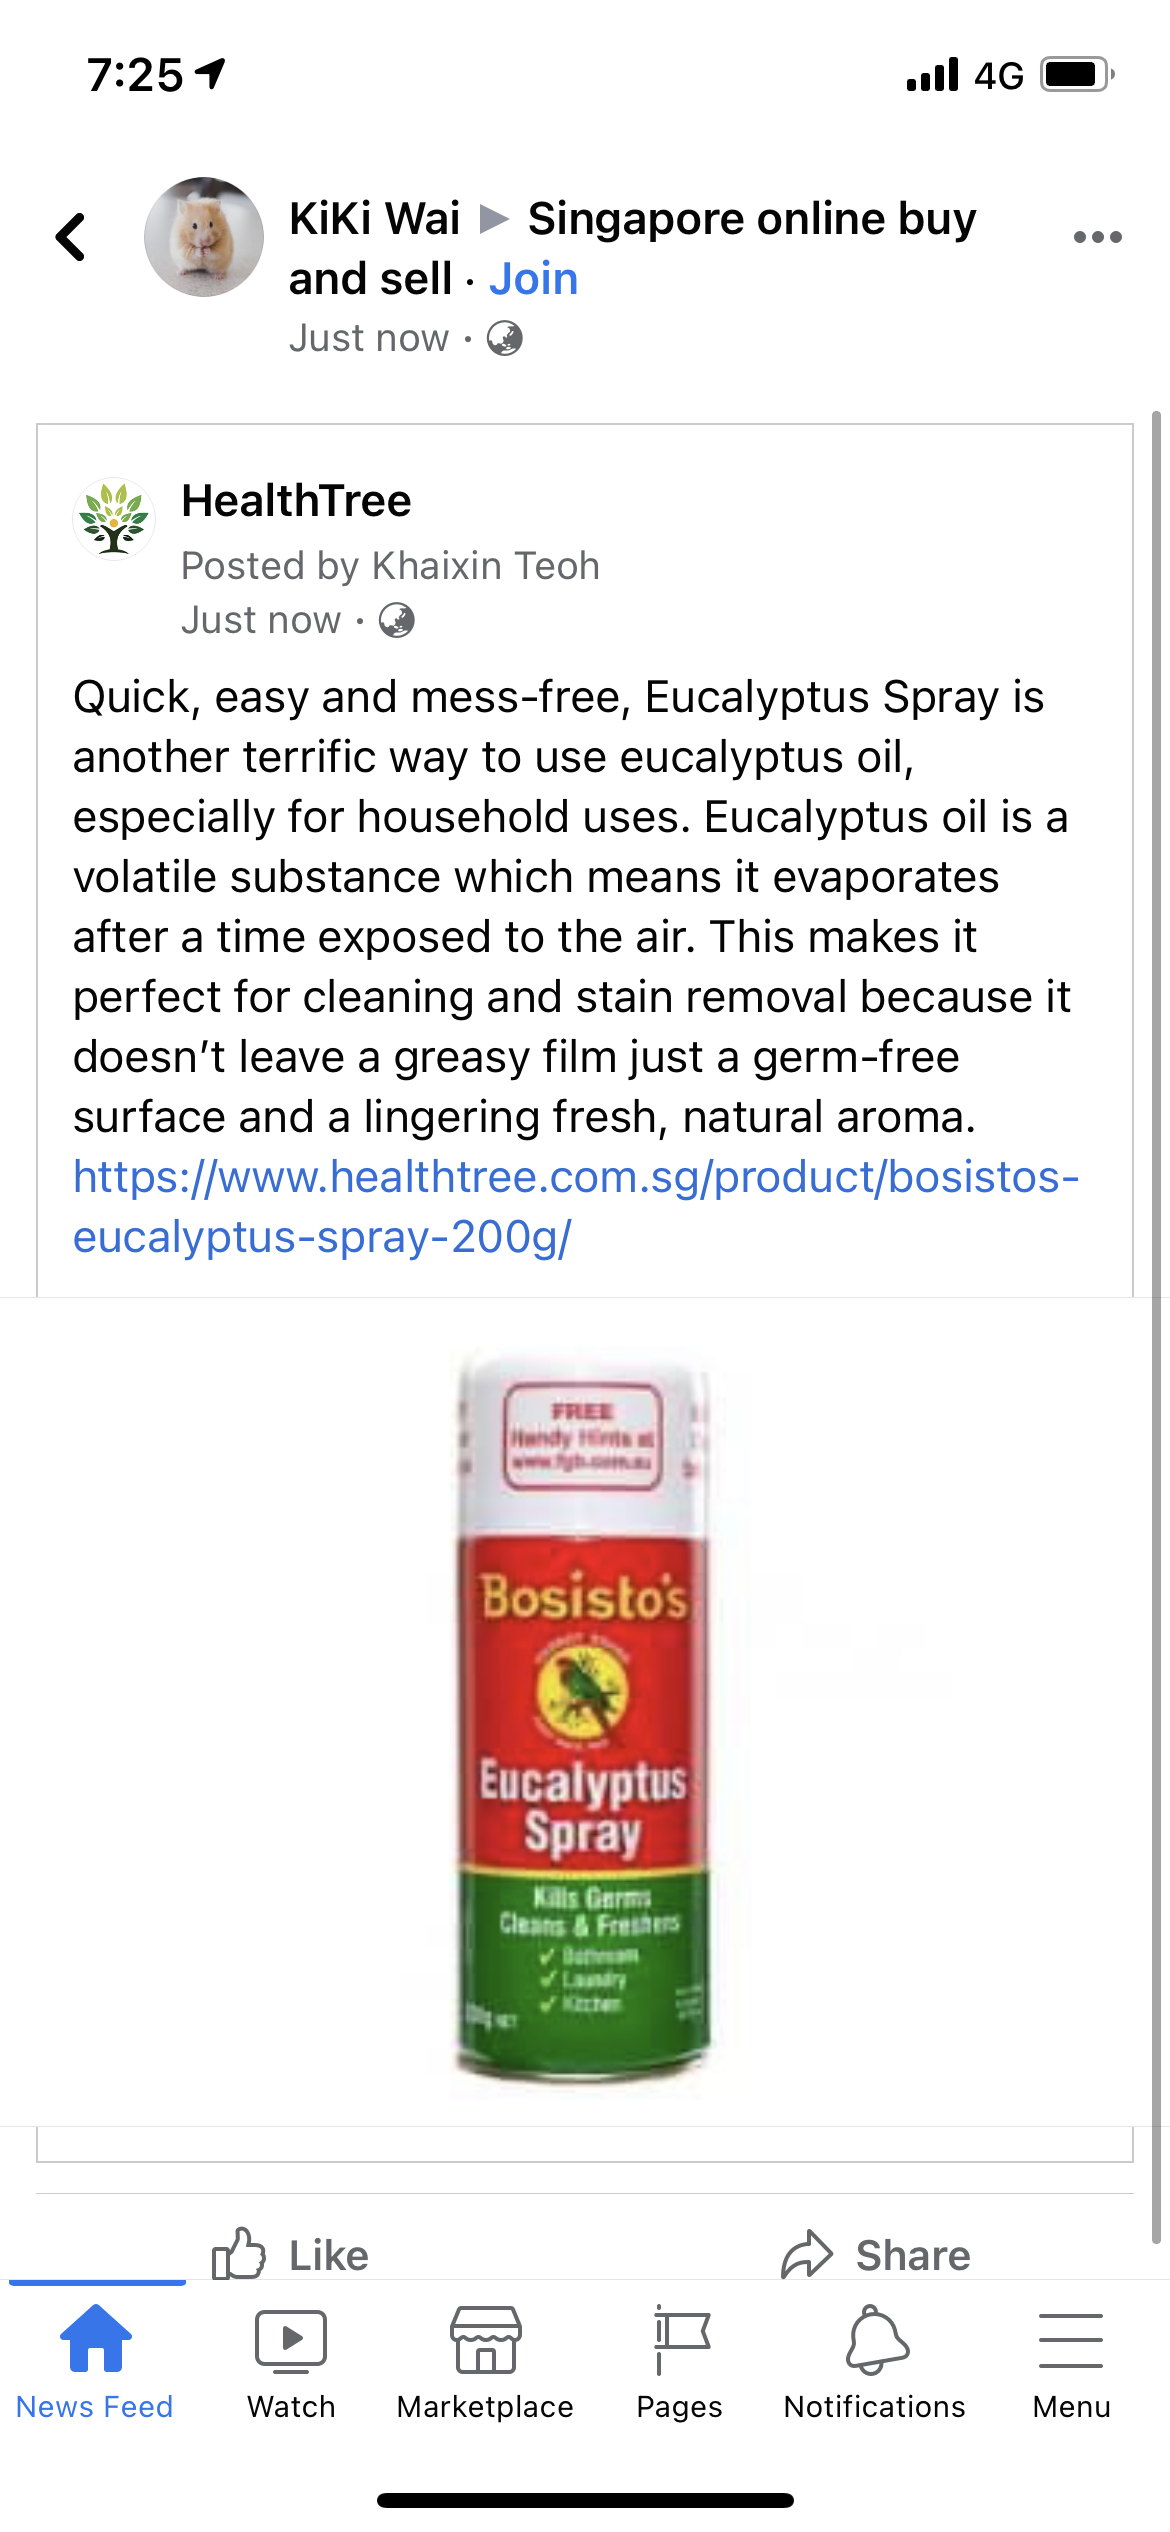 7:25
4G
KiKi Wai ▶ Singapore online buy
and sell · Join
Just now ·
HealthTree
Posted by Khaixin Teoh
Just now ·
Quick, easy and mess-free, Eucalyptus Spray is
another terrific way to use eucalyptus oil,
especially for household uses. Eucalyptus oil is a
volatile substance which means it evaporates
after a time exposed to the air. This makes it
perfect for cleaning and stain removal because it
doesn't leave a greasy film just a germ-free
surface and a lingering fresh, natural aroma.
https://www.healthtree.com.sg/product/bosistos-
eucalyptus-spray-200g/
FREE
Handy Hints at
www.fgb.com.au
Bosisto's
Eucalyptus
Spray
Kills Germs
Cleans & Freshens
✓ Bathroom
✓ Laundry
✓ Kitchen
Like
Share
News Feed
Watch
Marketplace
Pages
Notifications
Menu